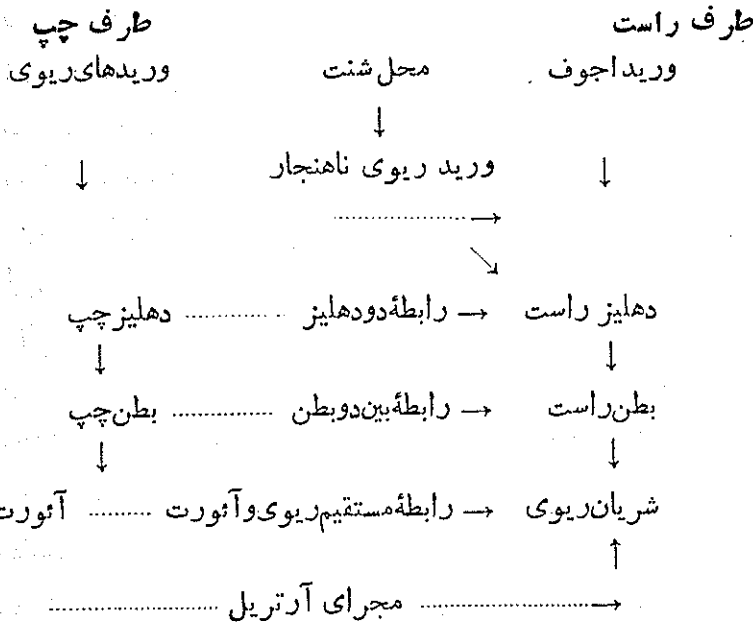 طرف راست طرف چپ
ورید اجوف محل شنت وریدهای ریوی
↓
↓ ورید ریوی ناهنجار ↓
.................... →
↘
دهلیز راست → رابطهٔ دو دهلیز ............... دهلیز چپ
↓ ↓
بطن راست → رابطهٔ بین دو بطن ............... بطن چپ
↓ ↓
شریان ریوی → رابطهٔ مستقیم ریوی و آئورت .......... آئورت
↑
.................... مجرای آرتریل .................... →